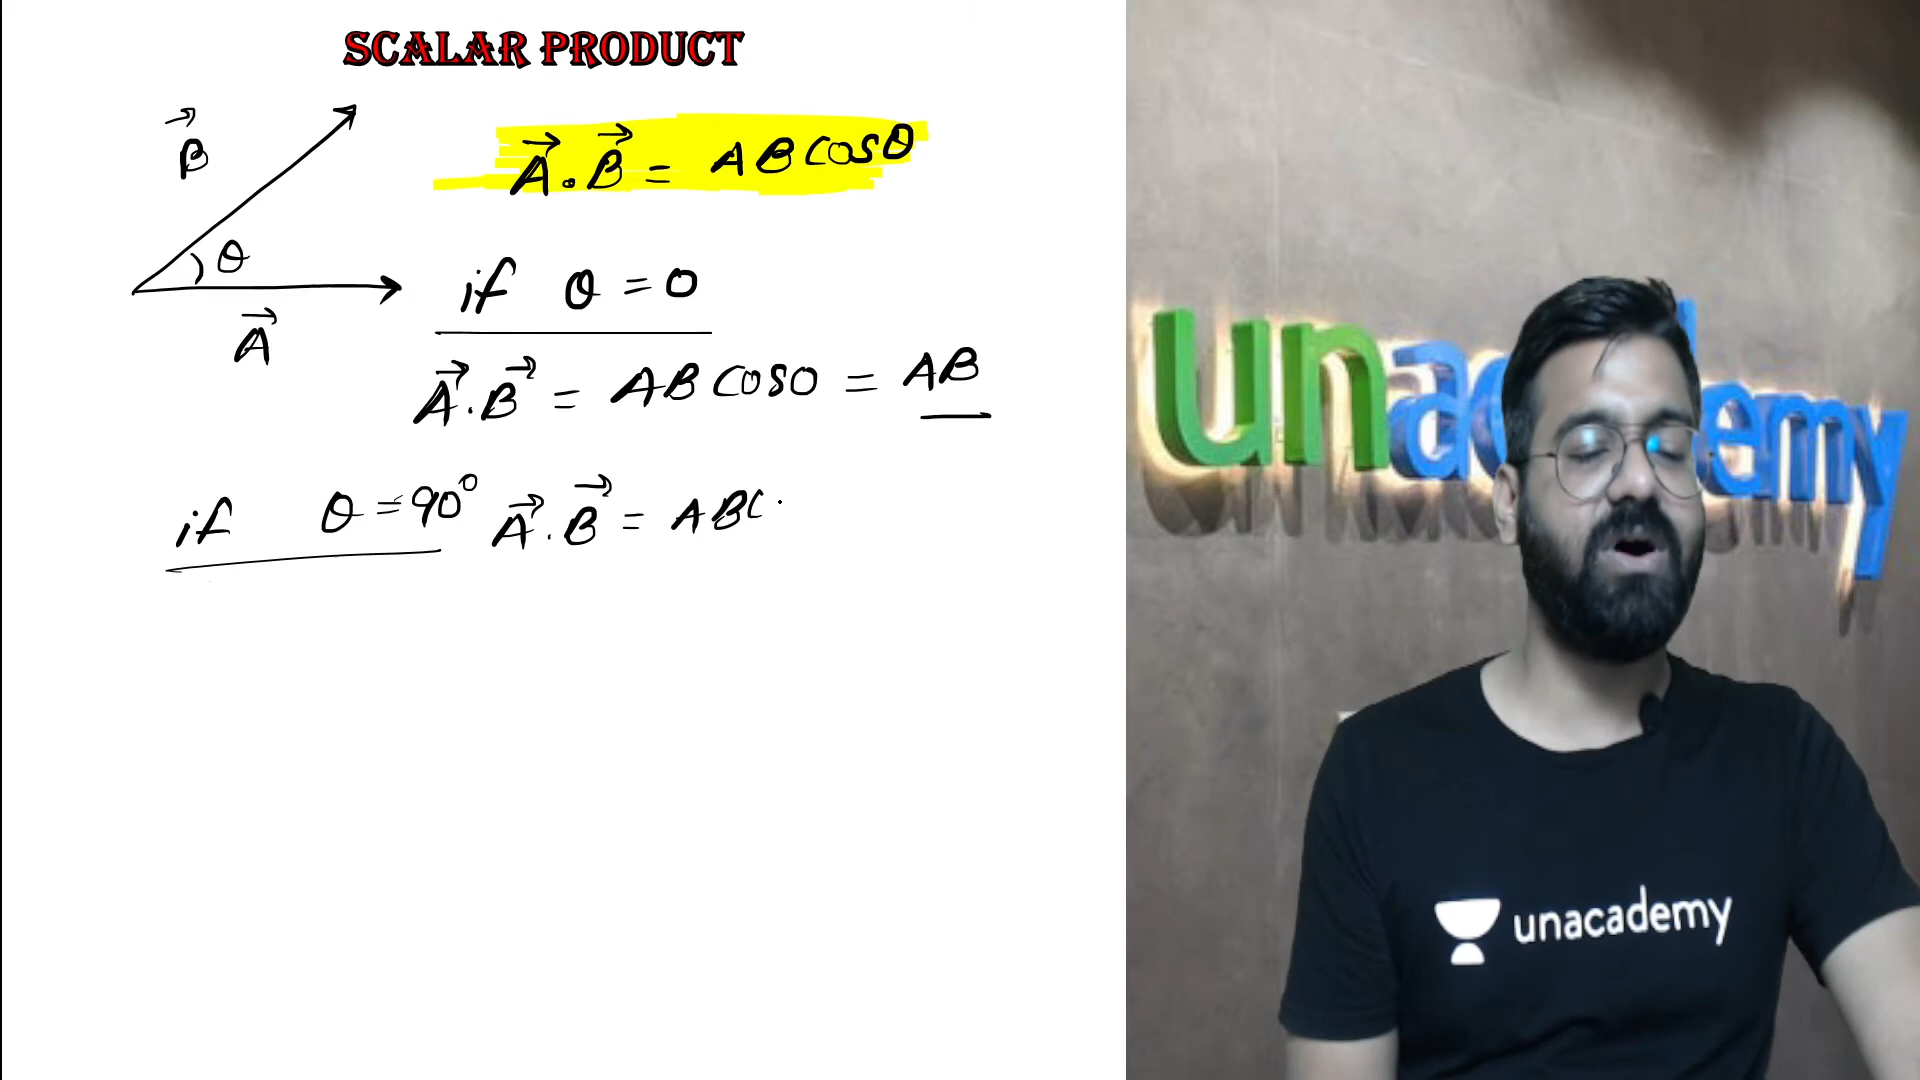 SCALAR PRODUCT
B⃗
A⃗.B⃗ = AB COSθ
θ
if θ = 0
A⃗
A⃗.B⃗ = AB COS0 = AB
if θ = 90° A⃗.B⃗ = ABC
unacademy
unacademy